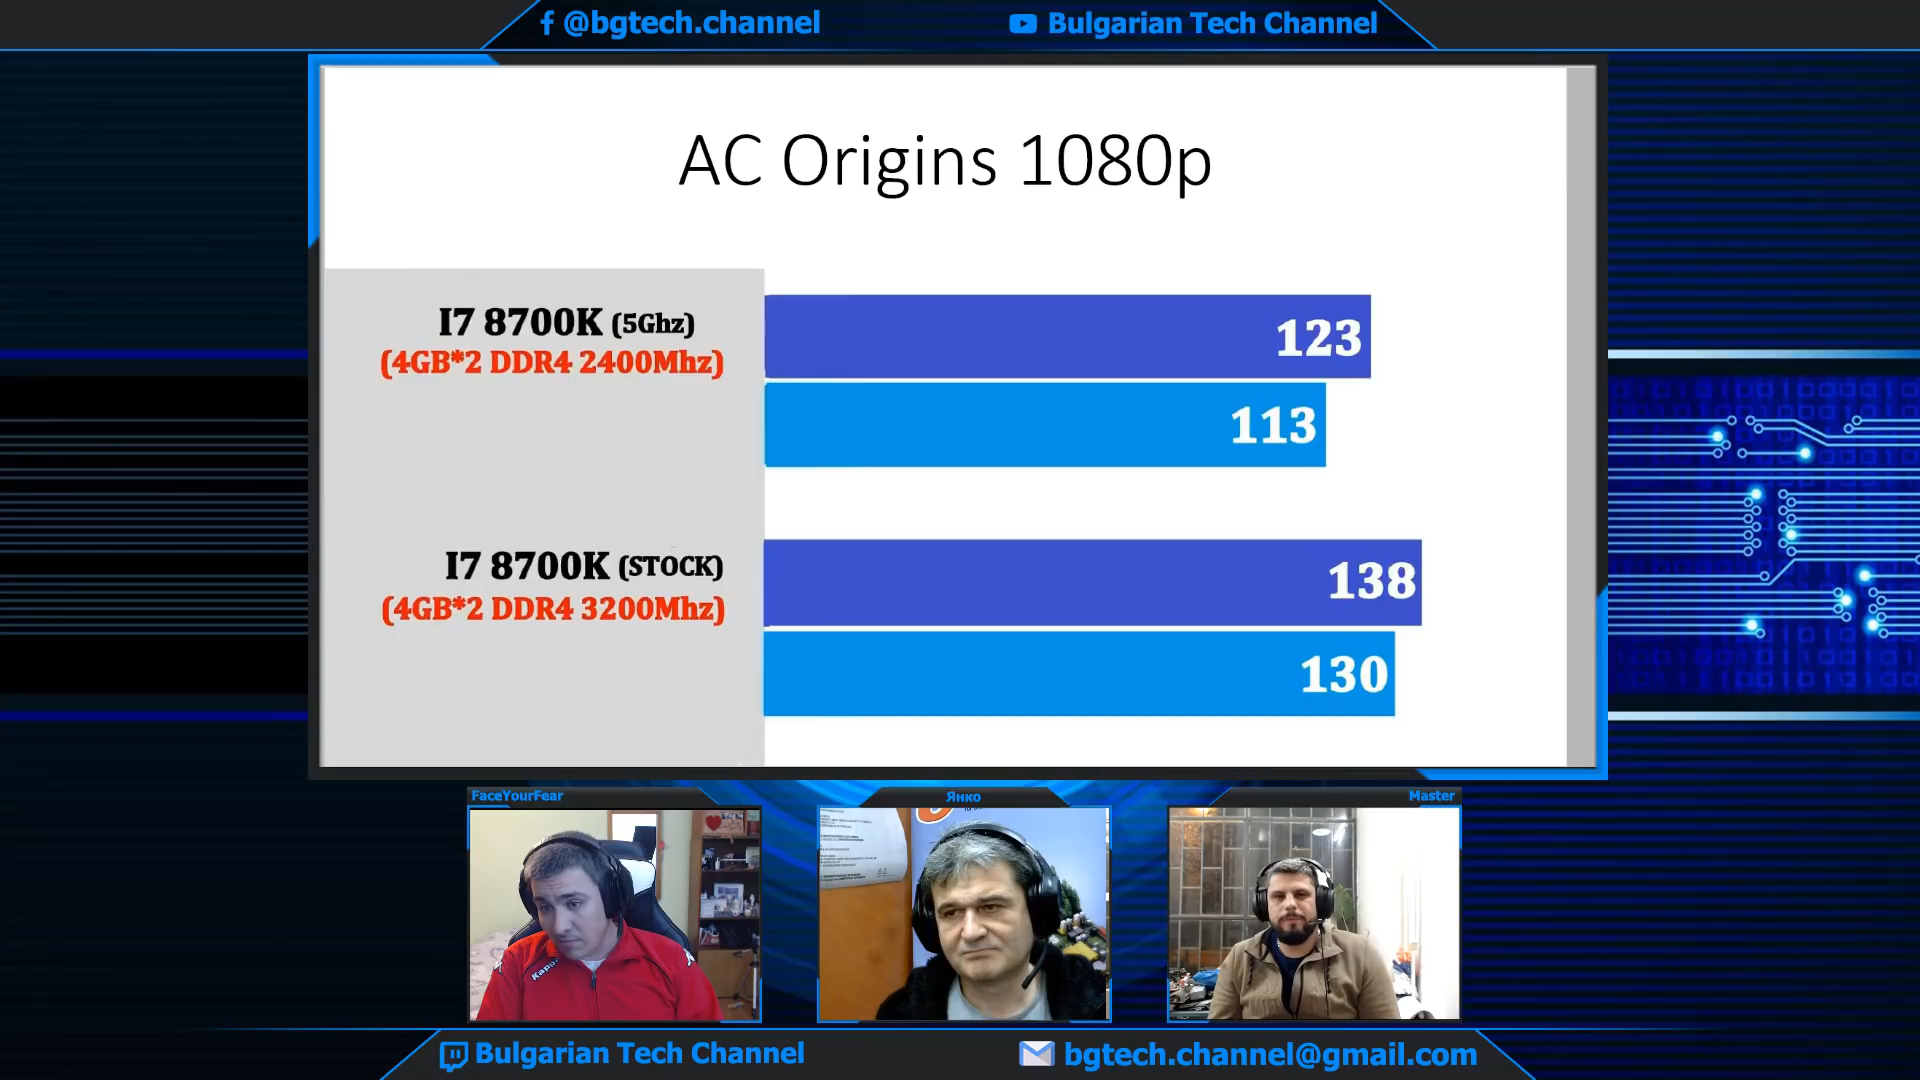 @bgtech.channel
Bulgarian Tech Channel
AC Origins 1080p
I7 8700K (5Ghz)
(4GB*2 DDR4 2400Mhz)
123
113
I7 8700K (STOCK)
(4GB*2 DDR4 3200Mhz)
138
130
FaceYourFear
Янко
Master
Kappa
Bulgarian Tech Channel
bgtech.channel@gmail.com